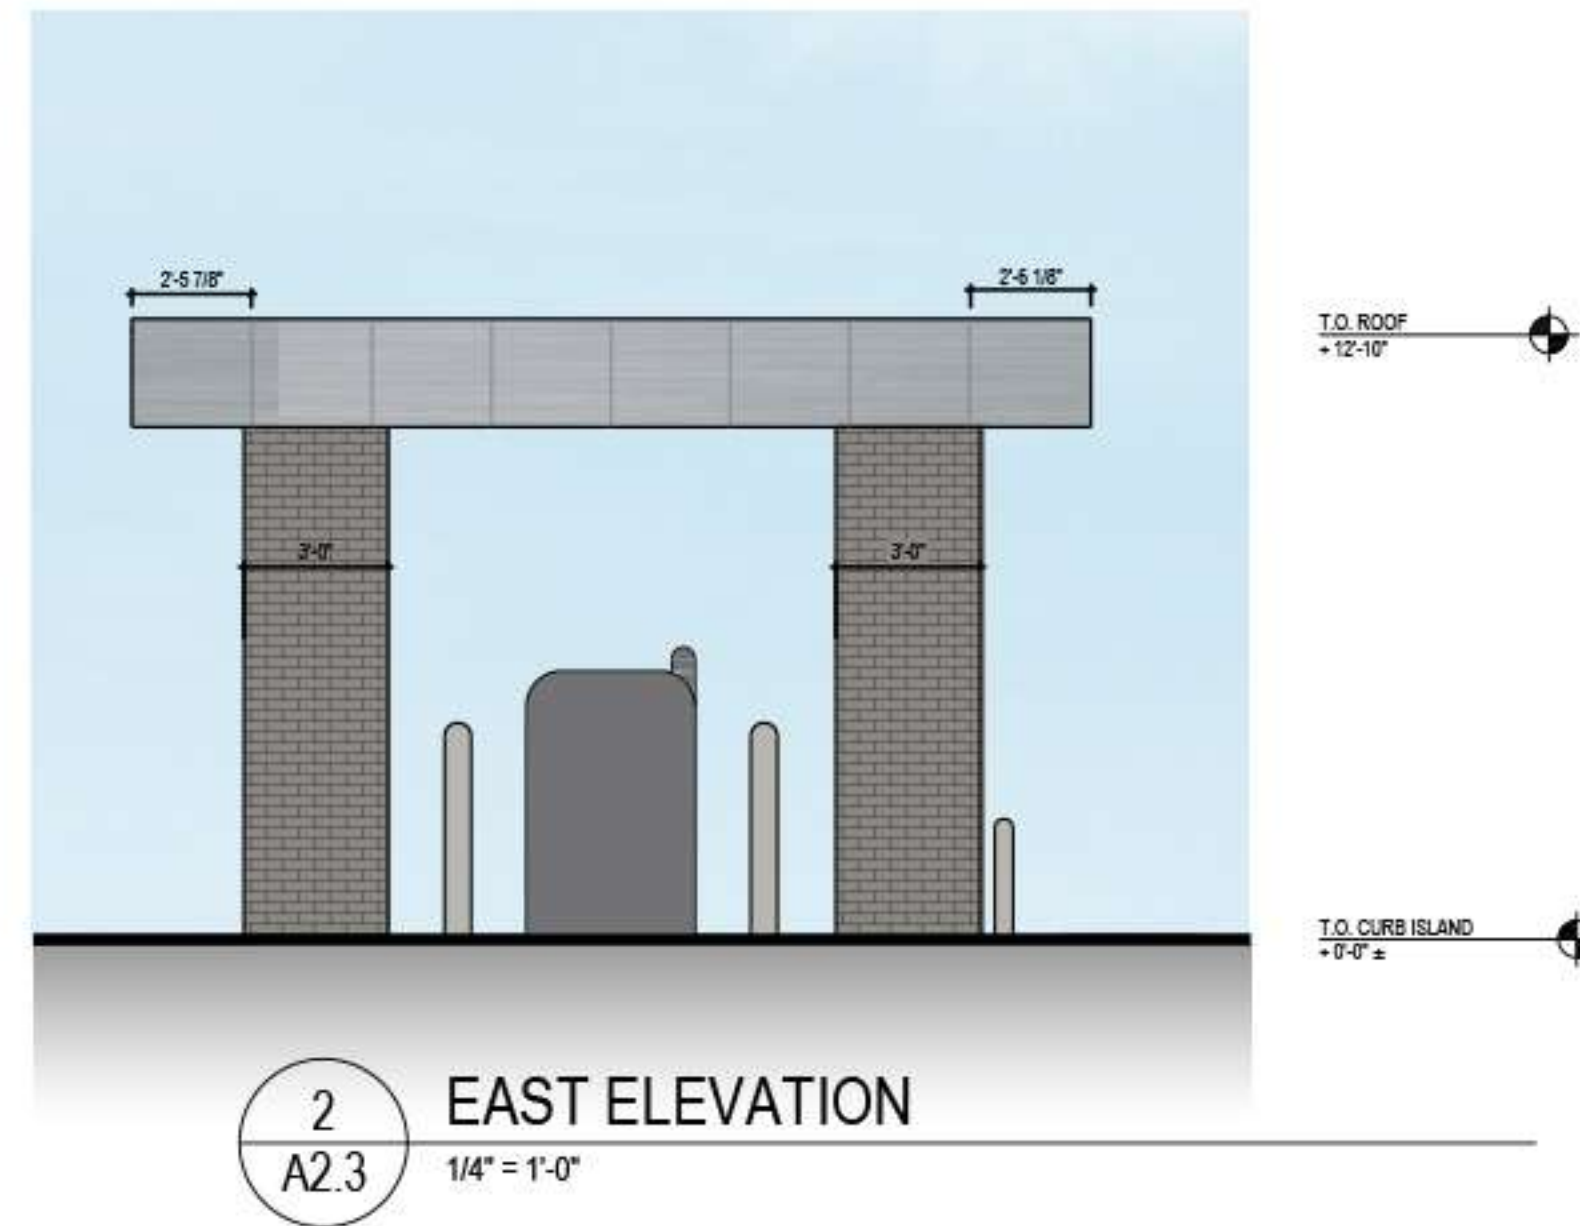 2'-5 7/8"
2'-6 1/8"
T.O. ROOF
+ 12'-10"
3'-0"
3'-0"
T.O. CURB ISLAND
+ 0'-0" ±
2
EAST ELEVATION
A2.3
1/4" = 1'-0"